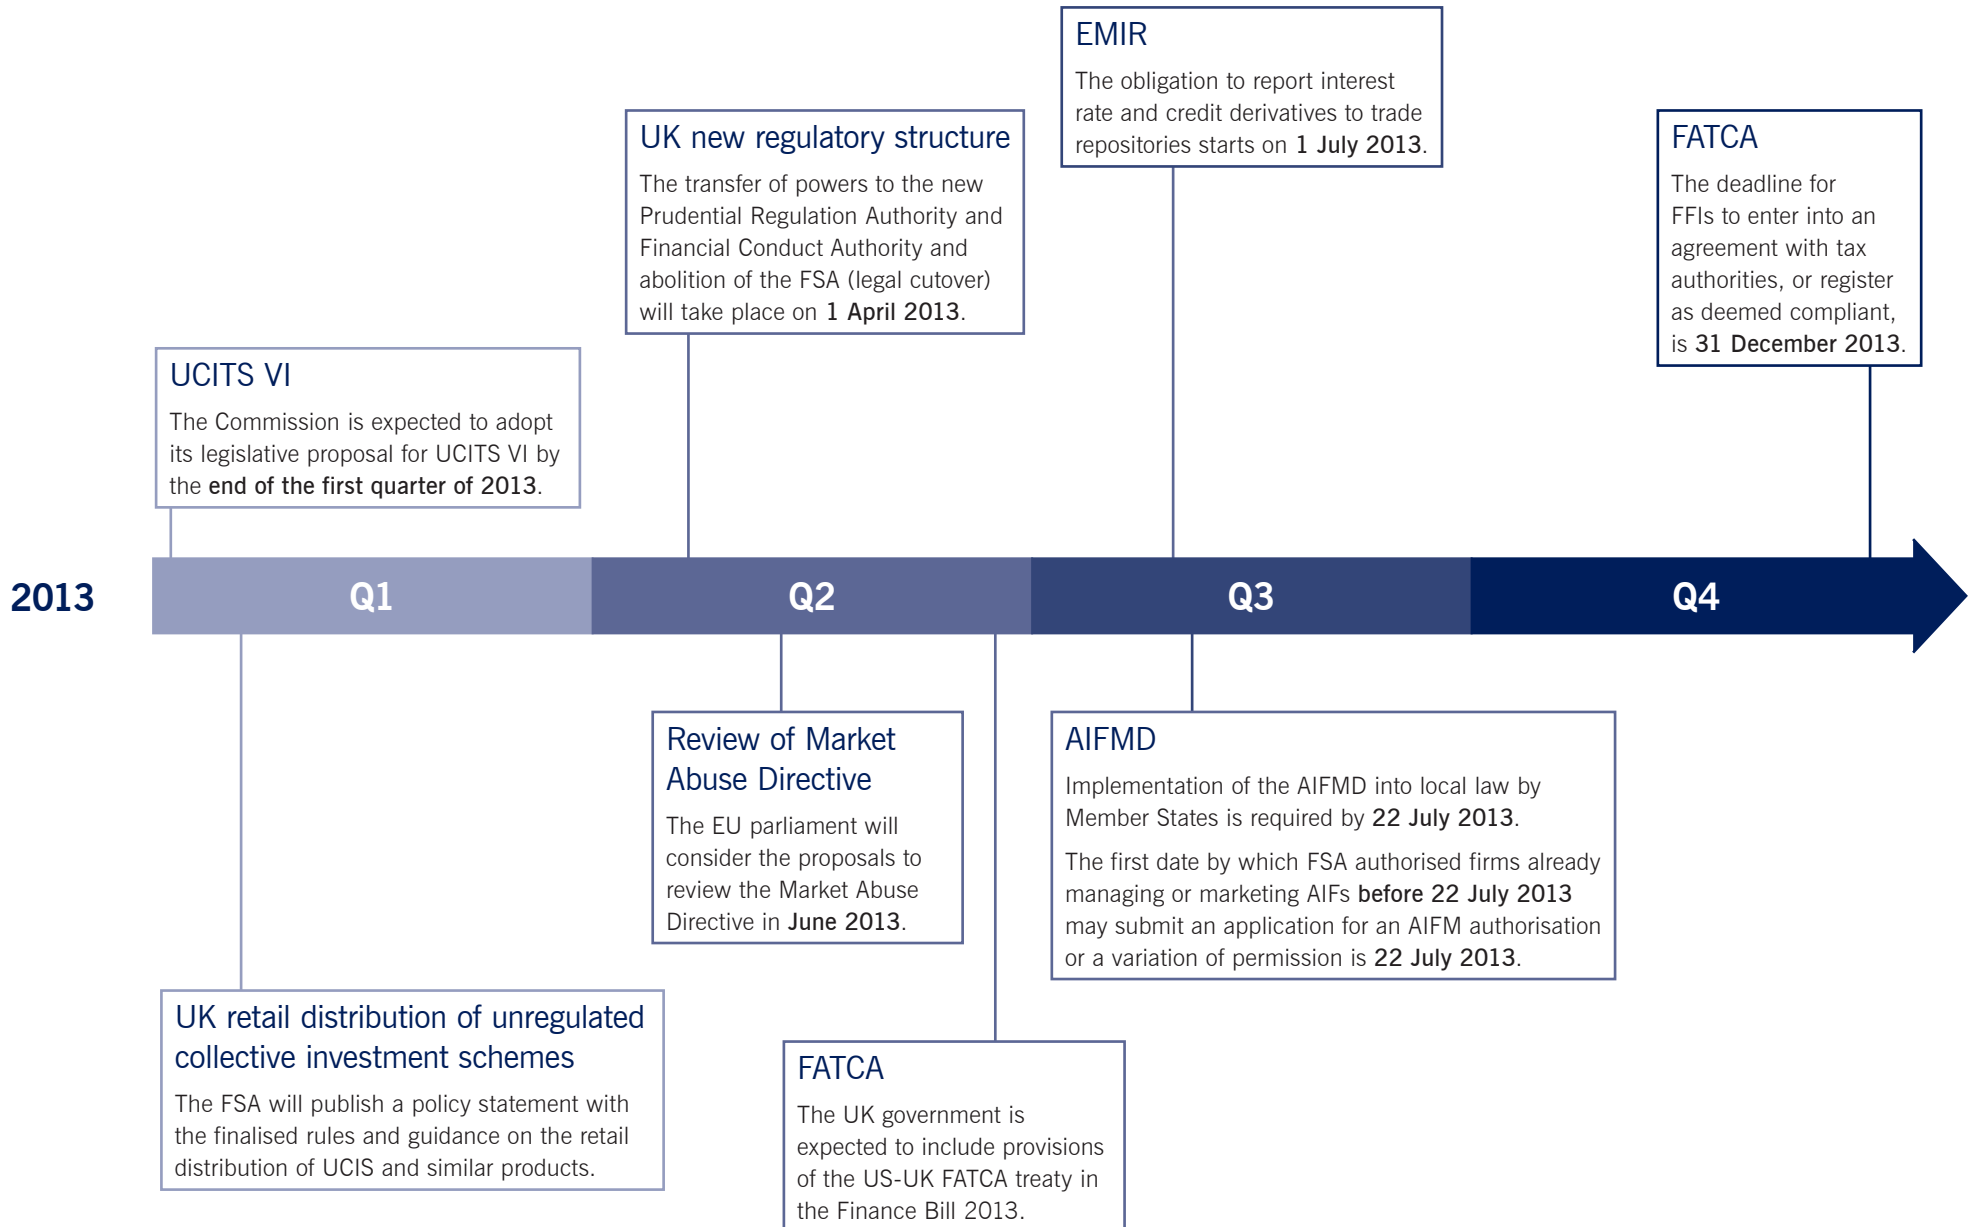 EMIR
The obligation to report interest
rate and credit derivatives to trade
repositories starts on 1 July 2013.
UK new regulatory structure
The transfer of powers to the new
Prudential Regulation Authority and
Financial Conduct Authority and
abolition of the FSA (legal cutover)
will take place on 1 April 2013.
FATCA
The deadline for
FFIs to enter into an
agreement with tax
authorities, or register
as deemed compliant,
is 31 December 2013.
UCITS VI
The Commission is expected to adopt
its legislative proposal for UCITS VI by
the end of the first quarter of 2013.
2013
Q1
Q2
Q3
Q4
Review of Market
Abuse Directive
The EU parliament will
consider the proposals to
review the Market Abuse
Directive in June 2013.
AIFMD
Implementation of the AIFMD into local law by
Member States is required by 22 July 2013.
The first date by which FSA authorised firms already
managing or marketing AIFs before 22 July 2013
may submit an application for an AIFM authorisation
or a variation of permission is 22 July 2013.
UK retail distribution of unregulated
collective investment schemes
The FSA will publish a policy statement with
the finalised rules and guidance on the retail
distribution of UCIS and similar products.
FATCA
The UK government is
expected to include provisions
of the US-UK FATCA treaty in
the Finance Bill 2013.